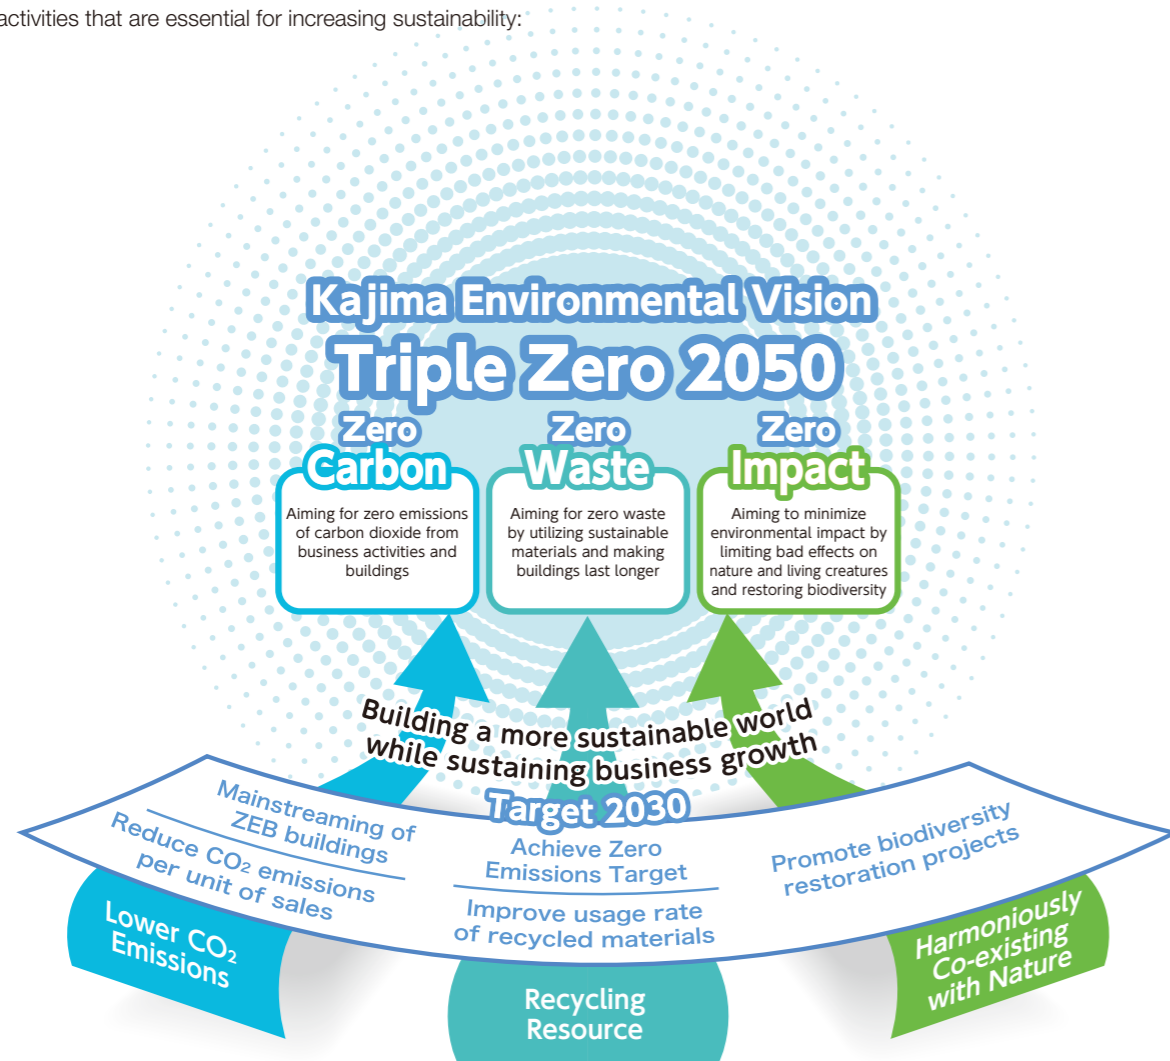 activities that are essential for increasing sustainability:
Kajima Environmental Vision
Triple Zero 2050
Zero
Carbon
Aiming for zero emissions
of carbon dioxide from
business activities and
buildings
Zero
Waste
Aiming for zero waste
by utilizing sustainable
materials and making
buildings last longer
Zero
Impact
Aiming to minimize
environmental impact by
limiting bad effects on
nature and living creatures
and restoring biodiversity
Building a more sustainable world
while sustaining business growth
Target 2030
Mainstreaming of
ZEB buildings
Reduce CO₂ emissions
per unit of sales
Achieve Zero
Emissions Target
Improve usage rate
of recycled materials
Promote biodiversity
restoration projects
Lower CO₂
Emissions
Recycling
Resource
Harmoniously
Co-existing
with Nature